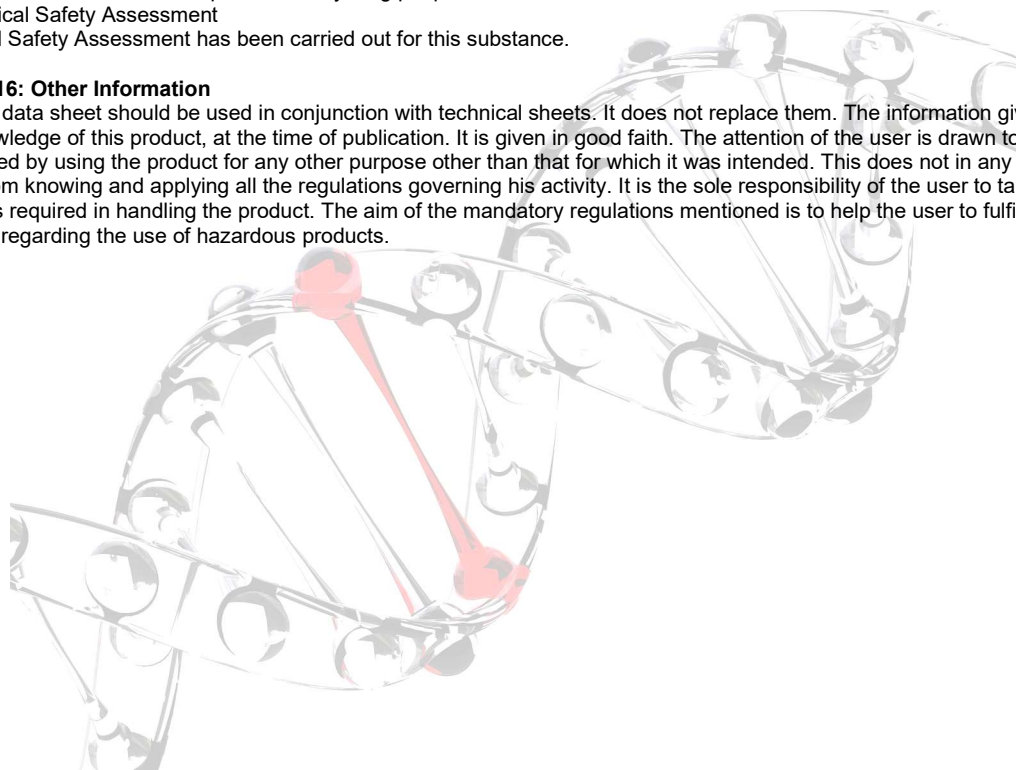 ical Safety Assessment
Safety Assessment has been carried out for this substance.
16: Other Information
data sheet should be used in conjunction with technical sheets. It does not replace them. The information
of this product, at the time of publication. It is given in good faith. The attention of the user is drawn to
by using the product for any other purpose other than that for which it was intended. This does not in any
knowing and applying all the regulations governing his activity. It is the sole responsibility of the user to
required in handling the product. The aim of the mandatory regulations mentioned is to help the user to
regarding the use of hazardous products.